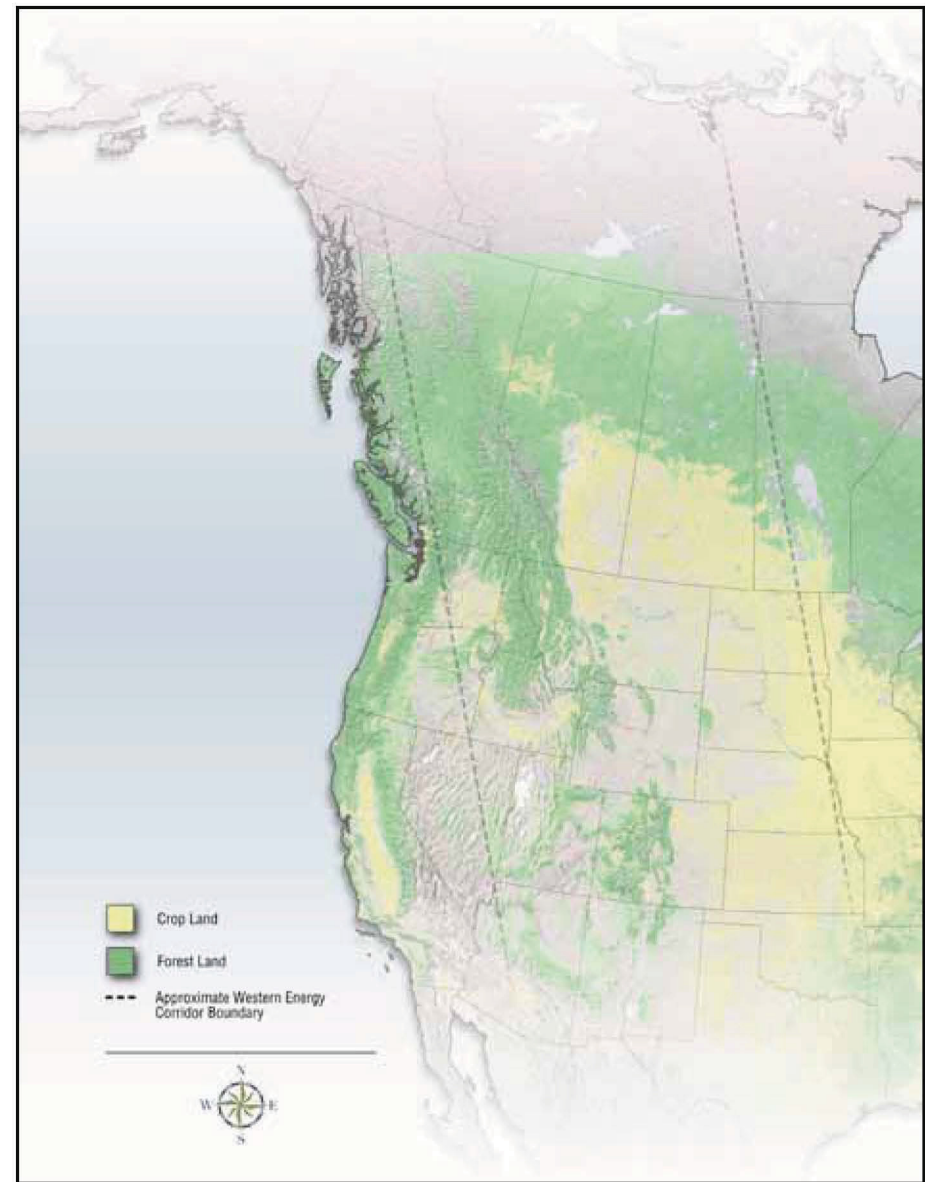 Crop Land
Forest Land
Approximate Western Energy
Corridor Boundary
N
W E
S